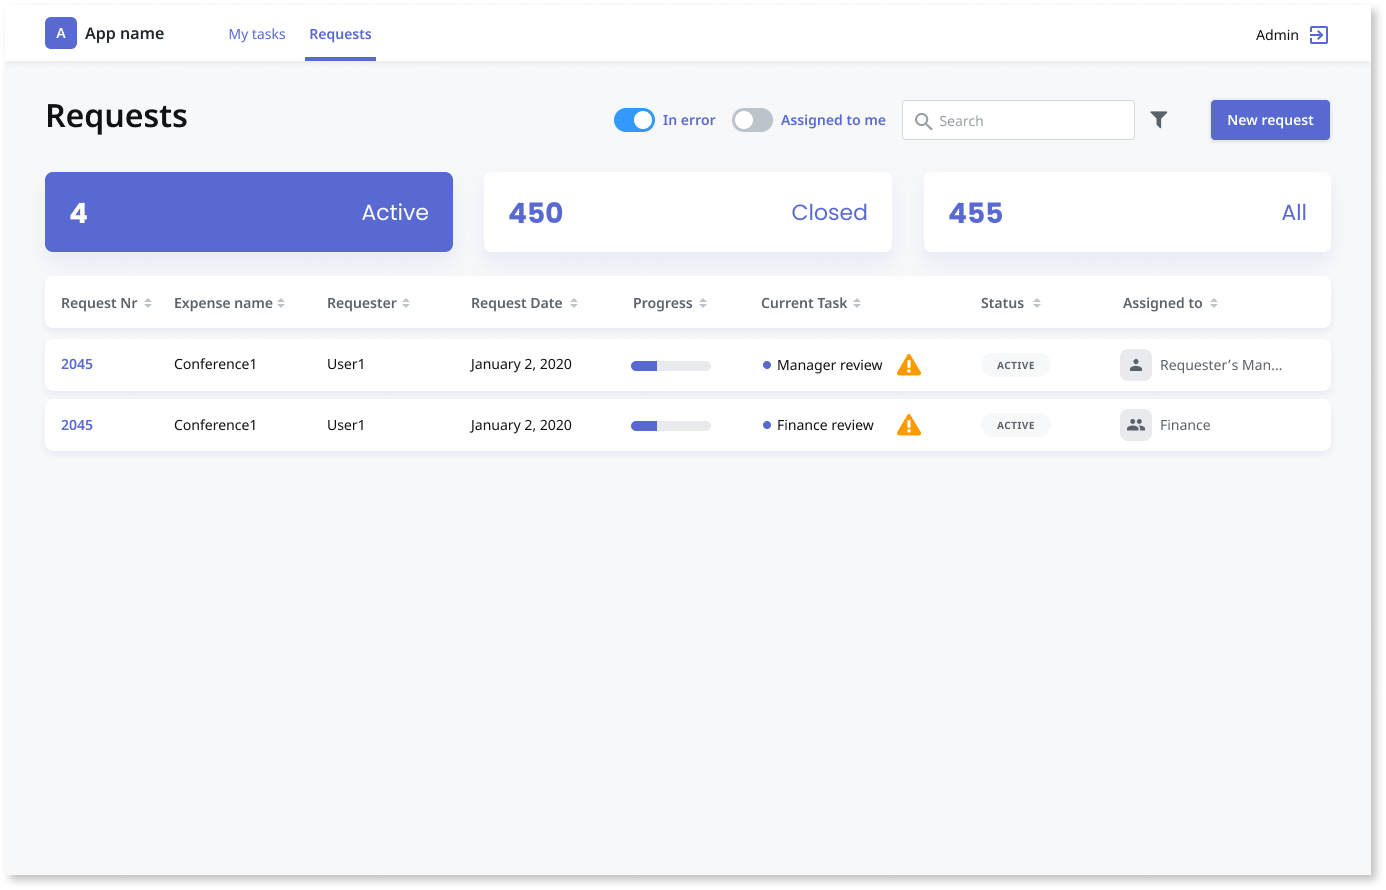 A App name My tasks Requests Admin
Requests In error Assigned to me Search New request
4 Active 450 Closed 455 All
Request Nr Expense name Requester Request Date Progress Current Task Status Assigned to
2045 Conference1 User1 January 2, 2020 Manager review ACTIVE Requester’s Man...
2045 Conference1 User1 January 2, 2020 Finance review ACTIVE Finance